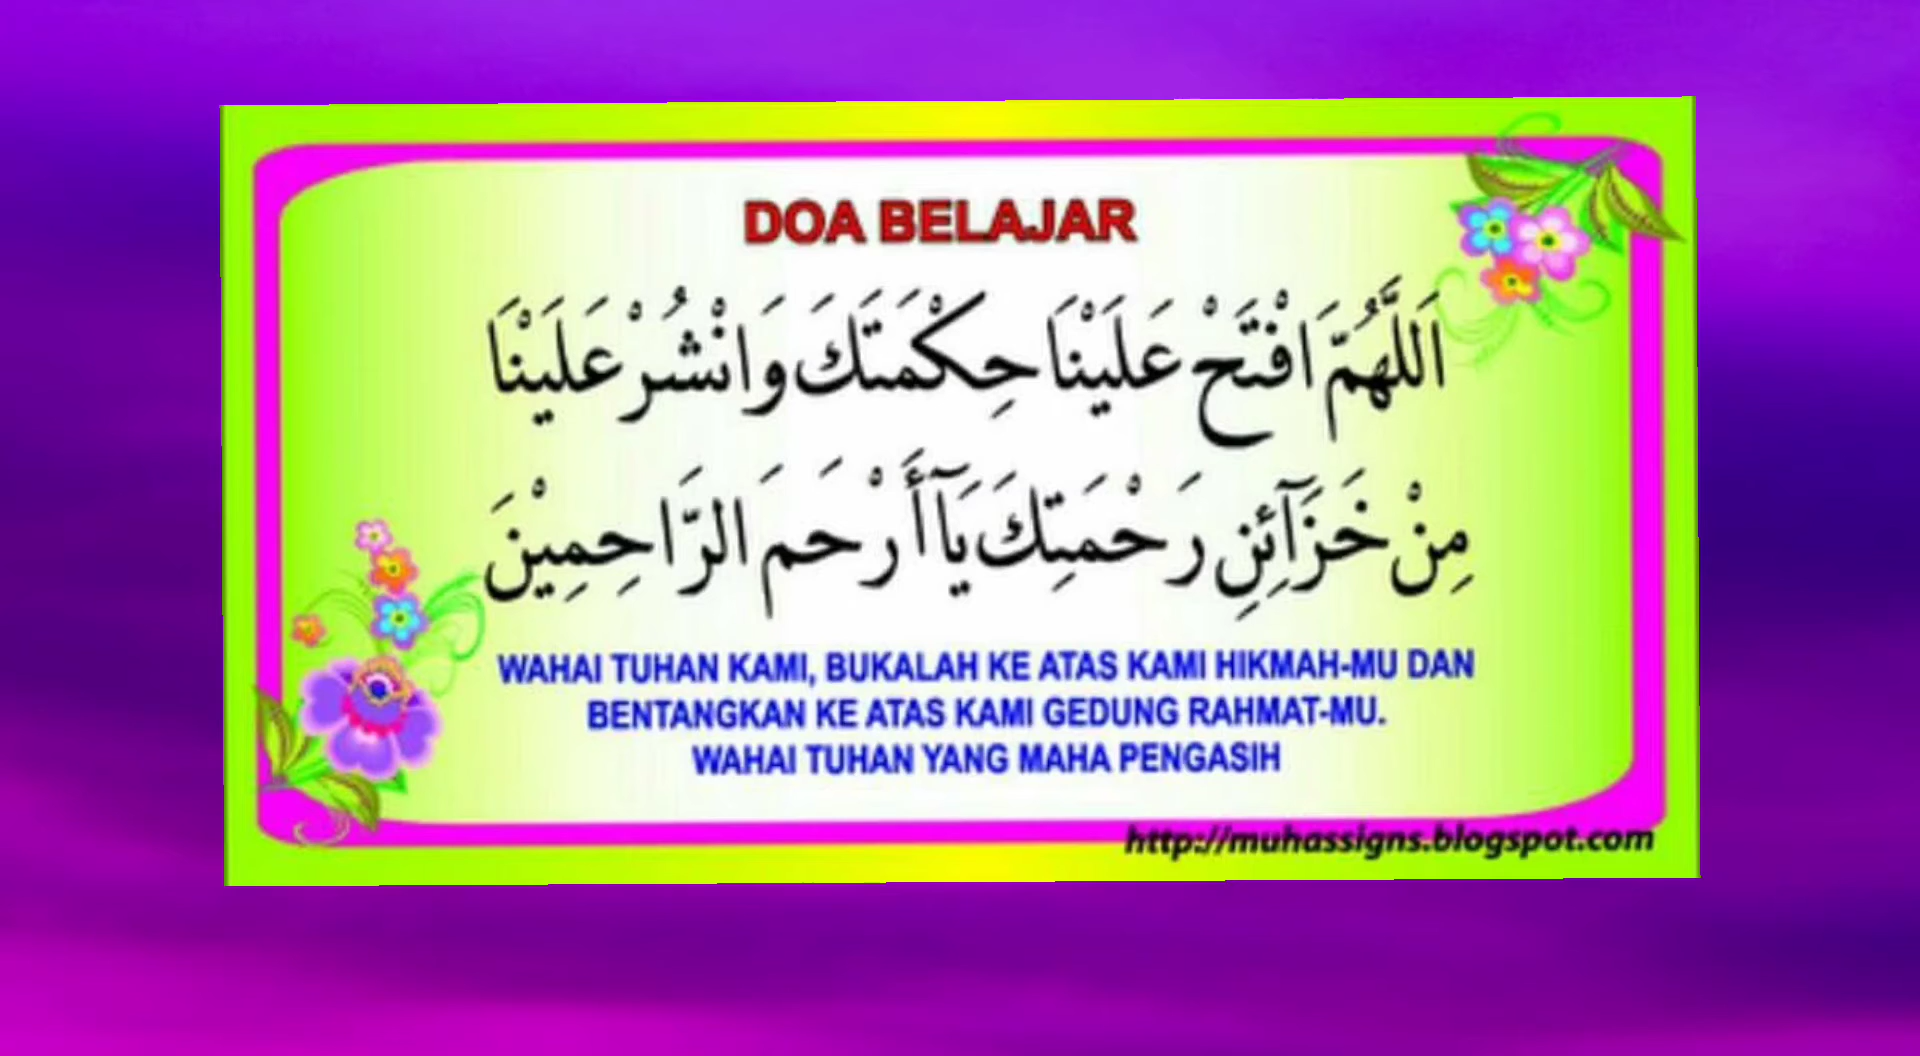 DOA BELAJAR
اَللَّهُمَّ افْتَحْ عَلَيْنَا حِكْمَتَكَ وَانْشُرْ عَلَيْنَا
مِنْ خَزَآئِنِ رَحْمَتِكَ يَآ أَرْحَمَ الرَّاحِمِيْنَ
WAHAI TUHAN KAMI, BUKALAH KE ATAS KAMI HIKMAH-MU DAN
BENTANGKAN KE ATAS KAMI GEDUNG RAHMAT-MU.
WAHAI TUHAN YANG MAHA PENGASIH
http://muhassigns.blogspot.com